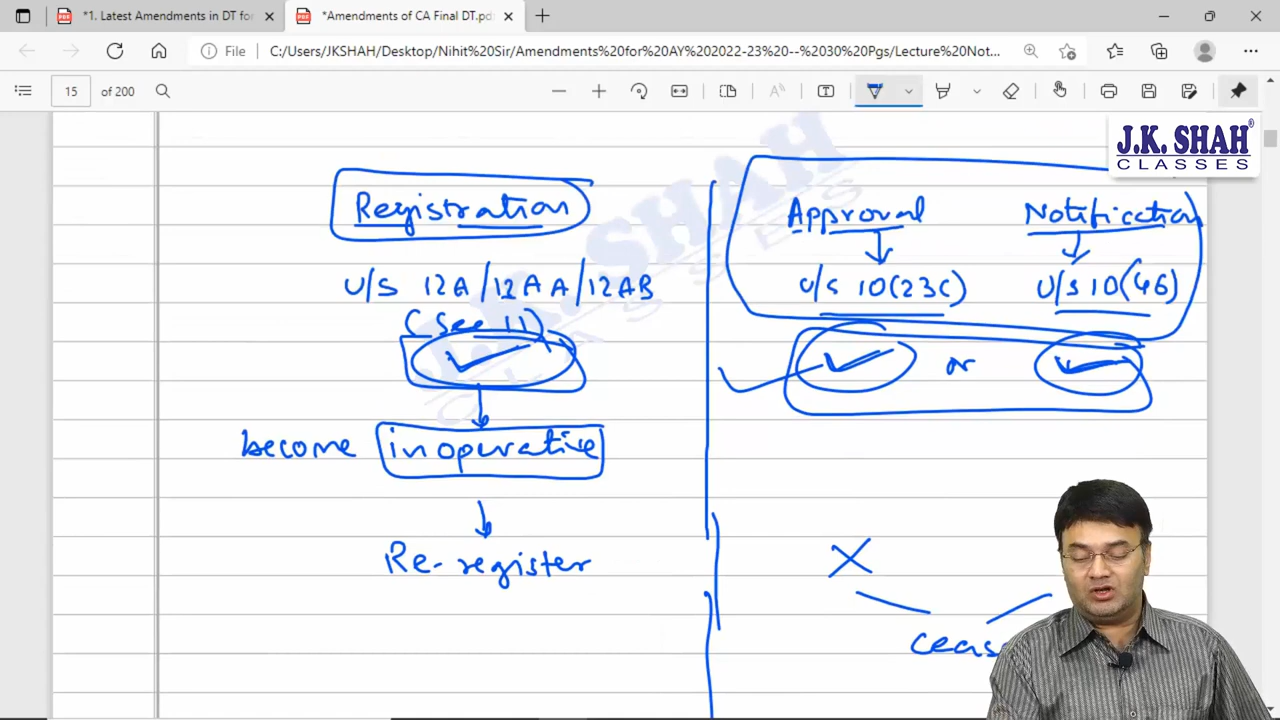 *1. Latest Amendments in DT for
*Amendments of CA Final DT.pdf
File
C:/Users/JKSHAH/Desktop/Nihit%20Sir/Amendments%20for%20AY%202022-23%20--%2030%20Pgs/Lecture%20Not...
15 of 200
J.K. SHAH®
CLASSES
Registration
U/S 12A/12AA/12AB
(Sec 11)
become inoperative
Re-register
Approval Notification
U/S 10(23C) U/S 10(46)
or
J.K. SHAH